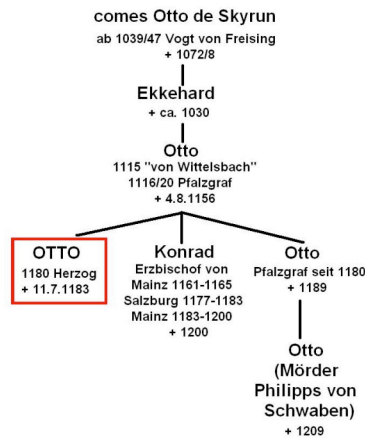 comes Otto de Skyrun
ab 1039/47 Vogt von Freising
+ 1072/8
Ekkehard
+ ca. 1030
Otto
1115 "von Wittelsbach"
1116/20 Pfalzgraf
+ 4.8.1156
OTTO
1180 Herzog
+ 11.7.1183
Konrad
Erzbischof von
Mainz 1161-1165
Salzburg 1177-1183
Mainz 1183-1200
+ 1200
Otto
Pfalzgraf seit 1180
+ 1189
Otto
(Mörder
Philipps von
Schwaben)
+ 1209